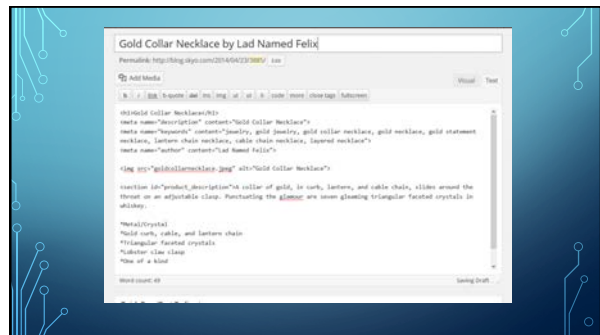 Gold Collar Necklace by Lad Named Felix
Permalink: http://blog.skyo.com/2014/04/23/3885/
Add Media
Visual Text
b i link b-quote del ins img ul ol li code more close tags fullscreen
<h1>Gold Collar Necklace</h1>
<meta name="description" content="Gold Collar Necklace">
<meta name="keywords" content="jewelry, gold jewelry, gold collar necklace, gold necklace, gold statement
necklace, lantern chain necklace, cable chain necklace, layered necklace">
<meta name="author" content="Lad Named Felix">
<img src="goldcollarnecklace.jpeg" alt="Gold Collar Necklace">
<section id="product_description">A collar of gold, in curb, lantern, and cable chain, slides around the
throat on an adjustable clasp. Punctuating the glamour are seven gleaming triangular faceted crystals in
whiskey.
*Metal/Crystal
*Gold curb, cable, and lantern chain
*Triangular faceted crystals
*Lobster claw clasp
*One of a kind
Word count: 49
Saving Draft